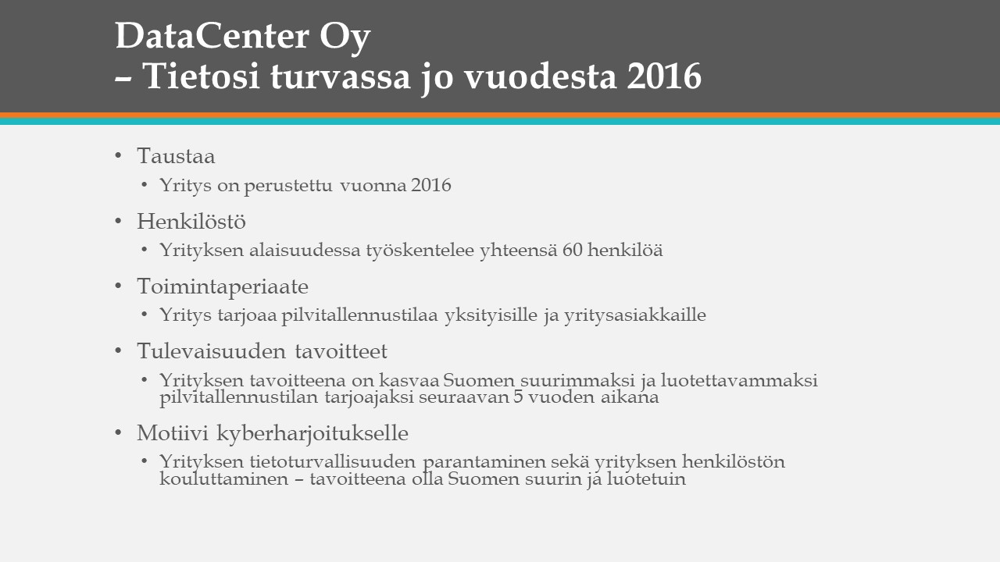 DataCenter Oy
– Tietosi turvassa jo vuodesta 2016
• Taustaa
• Yritys on perustettu vuonna 2016
• Henkilöstö
• Yrityksen alaisuudessa työskentelee yhteensä 60 henkilöä
• Toimintaperiaate
• Yritys tarjoaa pilvitallennustilaa yksityisille ja yritysasiakkaille
• Tulevaisuuden tavoitteet
• Yrityksen tavoitteena on kasvaa Suomen suurimmaksi ja luotettavammaksi
pilvitallennustilan tarjoajaksi seuraavan 5 vuoden aikana
• Motiivi kyberharjoitukselle
• Yrityksen tietoturvallisuuden parantaminen sekä yrityksen henkilöstön
kouluttaminen – tavoitteena olla Suomen suurin ja luotetuin